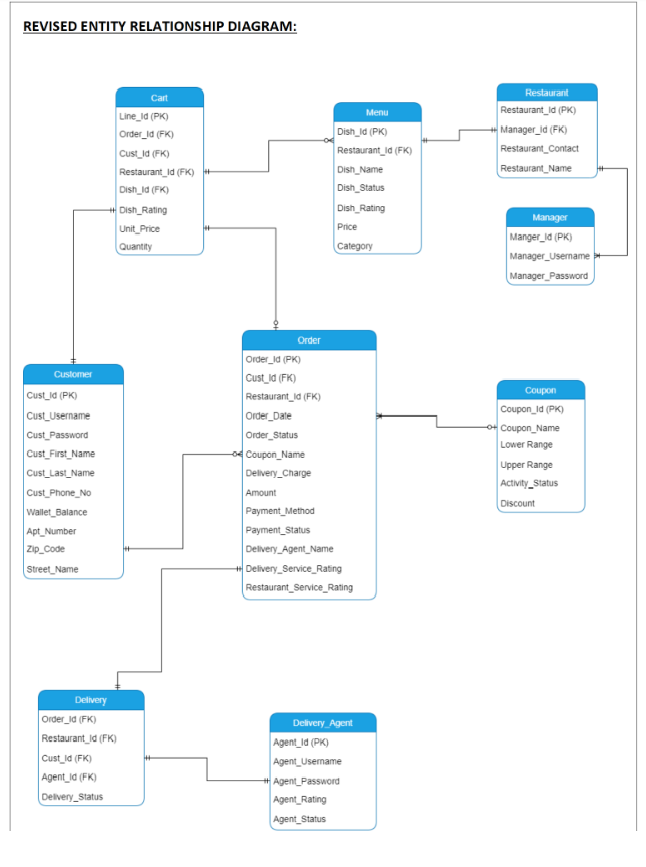 REVISED ENTITY RELATIONSHIP DIAGRAM:
Cart
Line_Id (PK)
Order_Id (FK)
Cust_Id (FK)
Restaurant_Id (FK)
Dish_Id (FK)
Dish_Rating
Unit_Price
Quantity
Menu
Dish_Id (PK)
Restaurant_Id (FK)
Dish_Name
Dish_Status
Dish_Rating
Price
Category
Restaurant
Restaurant_Id (PK)
Manager_Id (FK)
Restaurant_Contact
Restaurant_Name
Manager
Manger_Id (PK)
Manager_Username
Manager_Password
Order
Order_Id (PK)
Cust_Id (FK)
Restaurant_Id (FK)
Order_Date
Order_Status
Coupon_Name
Delivery_Charge
Amount
Payment_Method
Payment_Status
Delivery_Agent_Name
Delivery_Service_Rating
Restaurant_Service_Rating
Customer
Cust_Id (PK)
Cust_Username
Cust_Password
Cust_First_Name
Cust_Last_Name
Cust_Phone_No
Wallet_Balance
Apt_Number
Zip_Code
Street_Name
Coupon
Coupon_Id (PK)
Coupon_Name
Lower Range
Upper Range
Activity_Status
Discount
Delivery
Order_Id (FK)
Restaurant_Id (FK)
Cust_Id (FK)
Agent_Id (FK)
Delivery_Status
Delivery_Agent
Agent_Id (PK)
Agent_Username
Agent_Password
Agent_Rating
Agent_Status